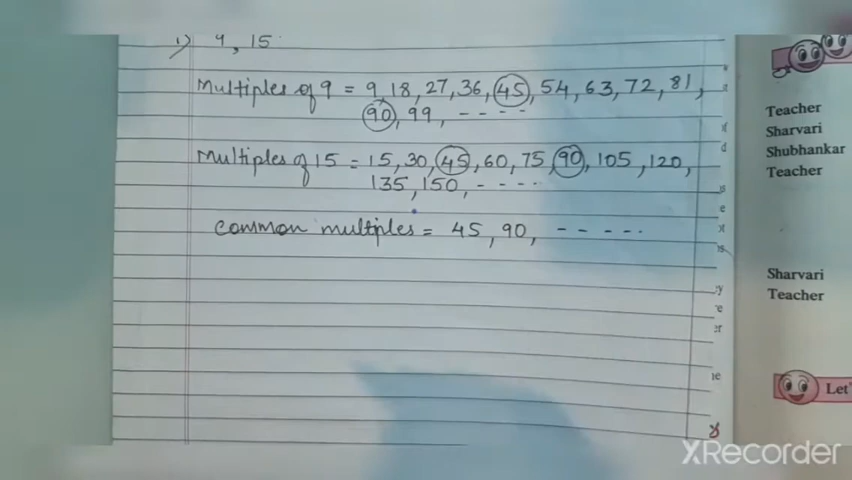 1) 9, 15.
Multiples of 9 = 9, 18, 27, 36, 45, 54, 63, 72, 81,
90, 99, - - - -
Multiples of 15 = 15, 30, 45, 60, 75, 90, 105, 120,
135, 150, - - - -
common multiples = 45, 90, - - - - -
Teacher
Sharvari
Shubhankar
Teacher
Sharvari
Teacher
Let'
XRecorder